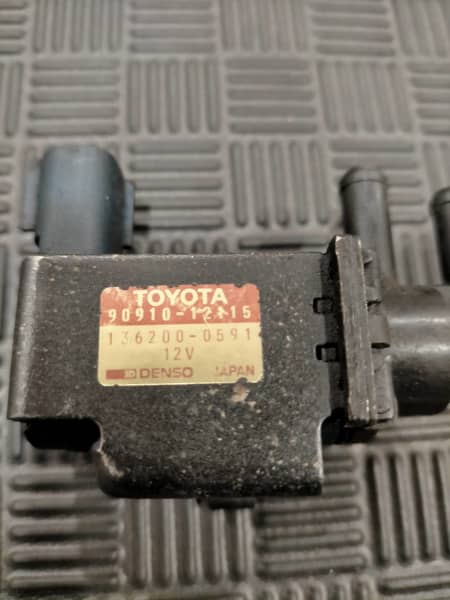 TOYOTA
90910-12115
136200-0591
12V
DENSO JAPAN